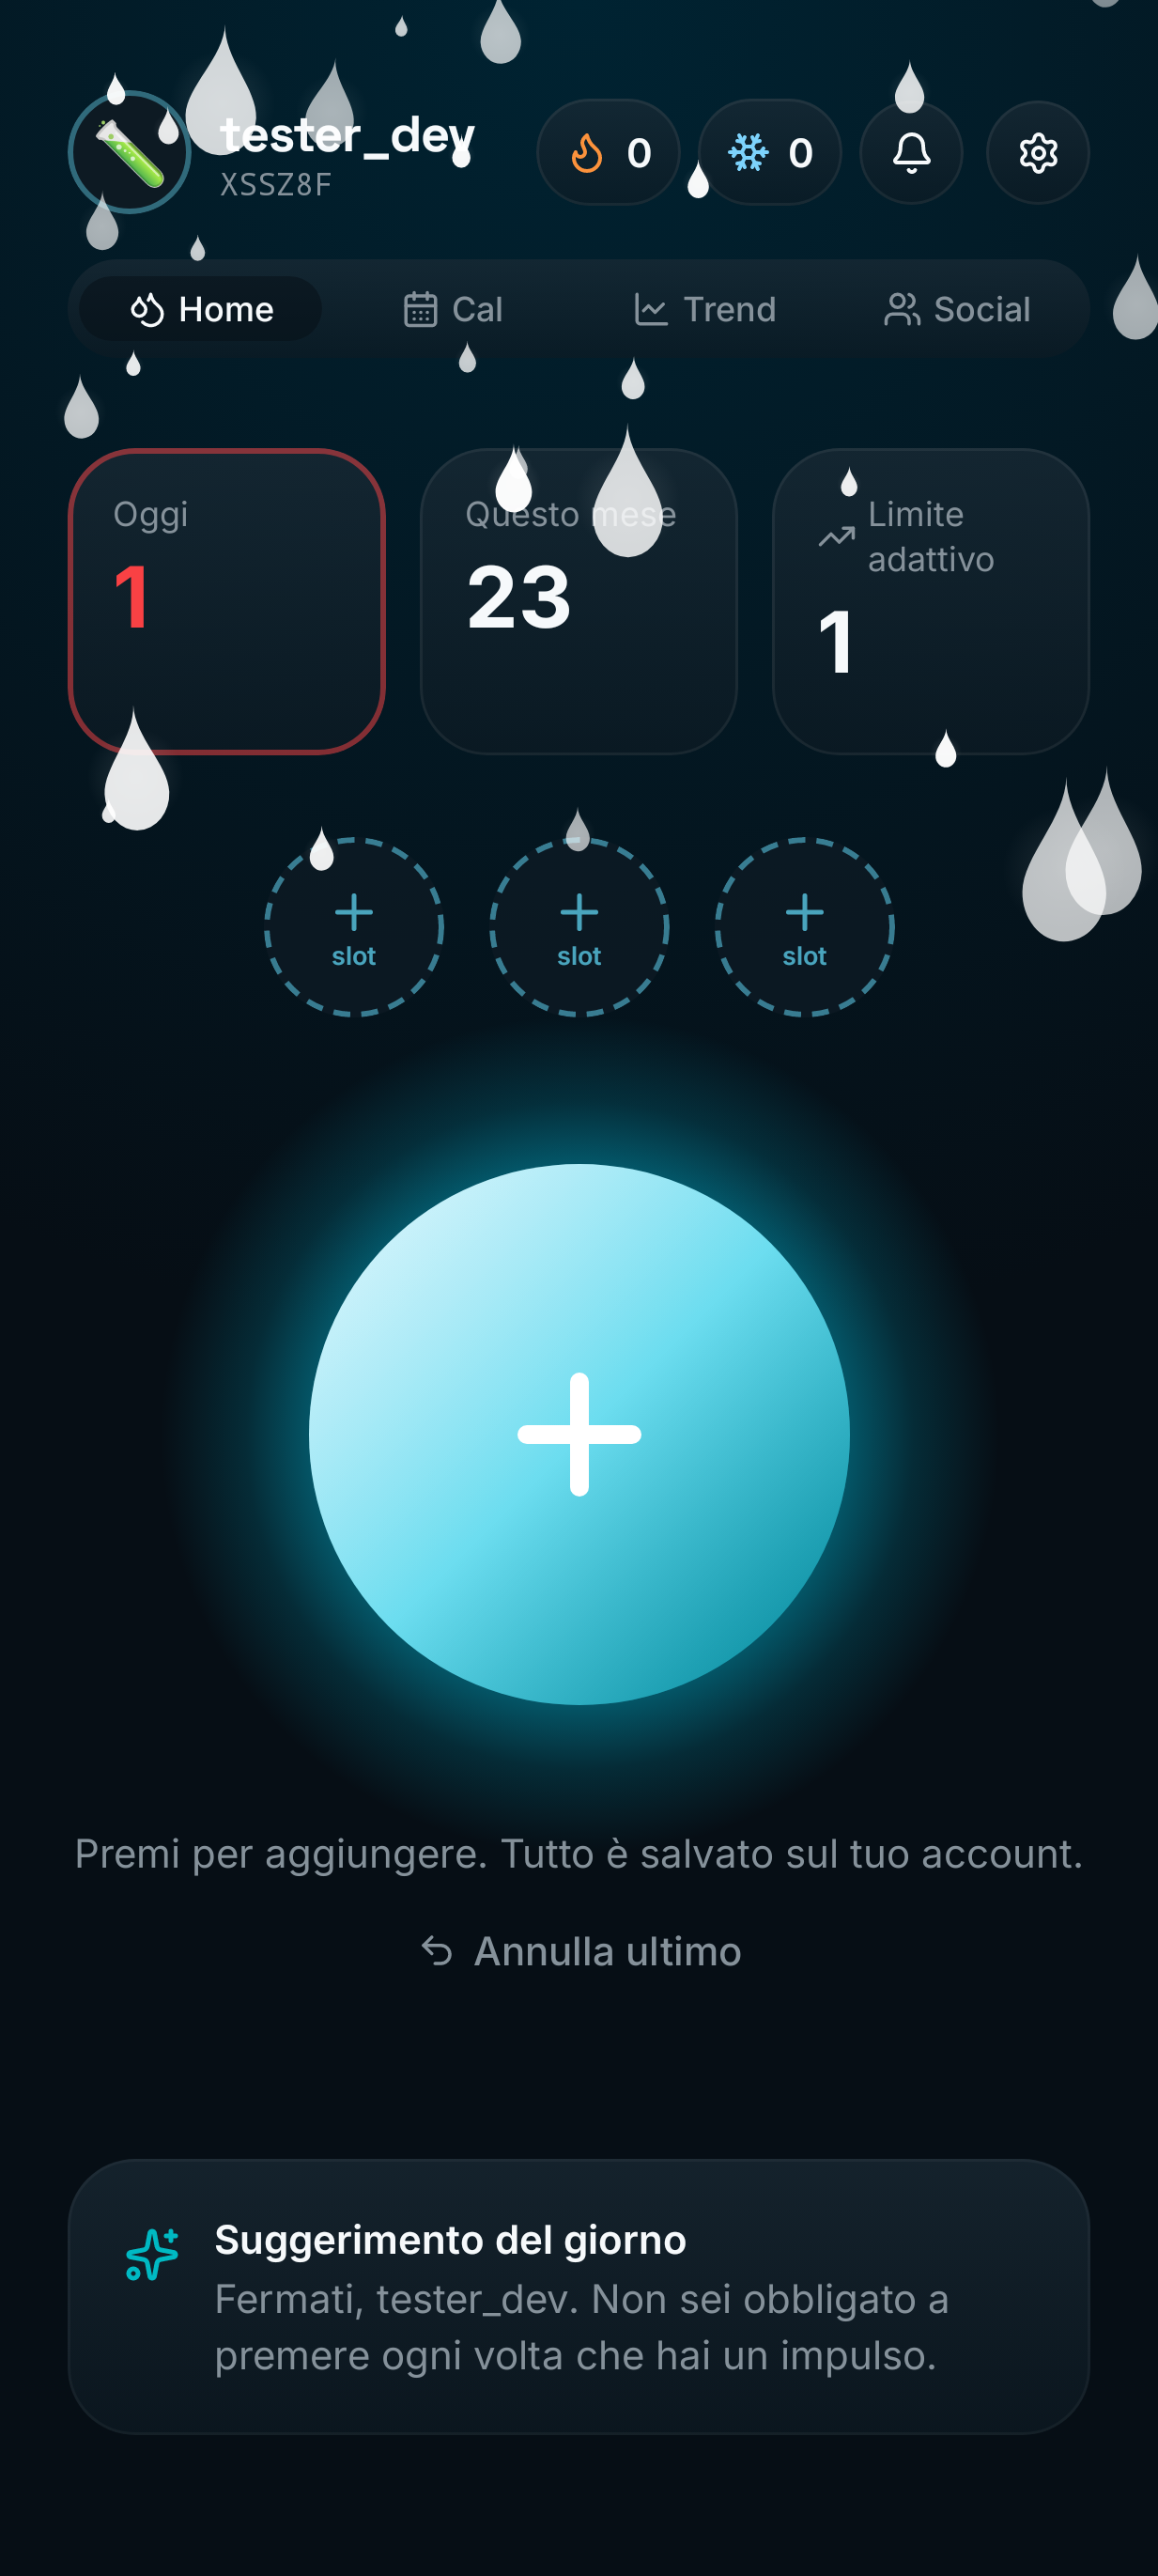 tester_dev
XSSZ8F
0
0
Home
Cal
Trend
Social
Oggi
1
Questo mese
23
Limite
adattivo
1
slot
slot
slot
Premi per aggiungere. Tutto è salvato sul tuo account.
Annulla ultimo
Suggerimento del giorno
Fermati, tester_dev. Non sei obbligato a
premere ogni volta che hai un impulso.